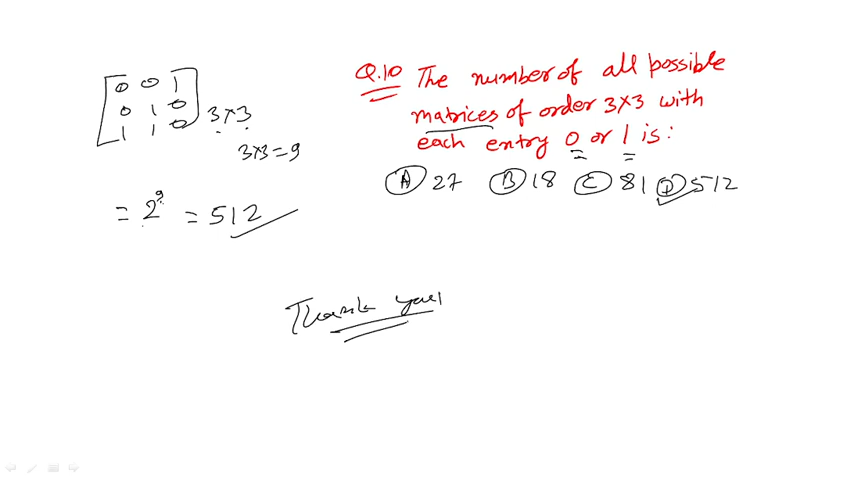 0 0 1
0 1 0
1 1 0 3×3
3×3=9
= 2^9 = 512
Q.10 The number of all possible
matrices of order 3×3 with
each entry 0 or 1 is:
(A) 27 (B) 18 (C) 81 (D) 512
Thank you